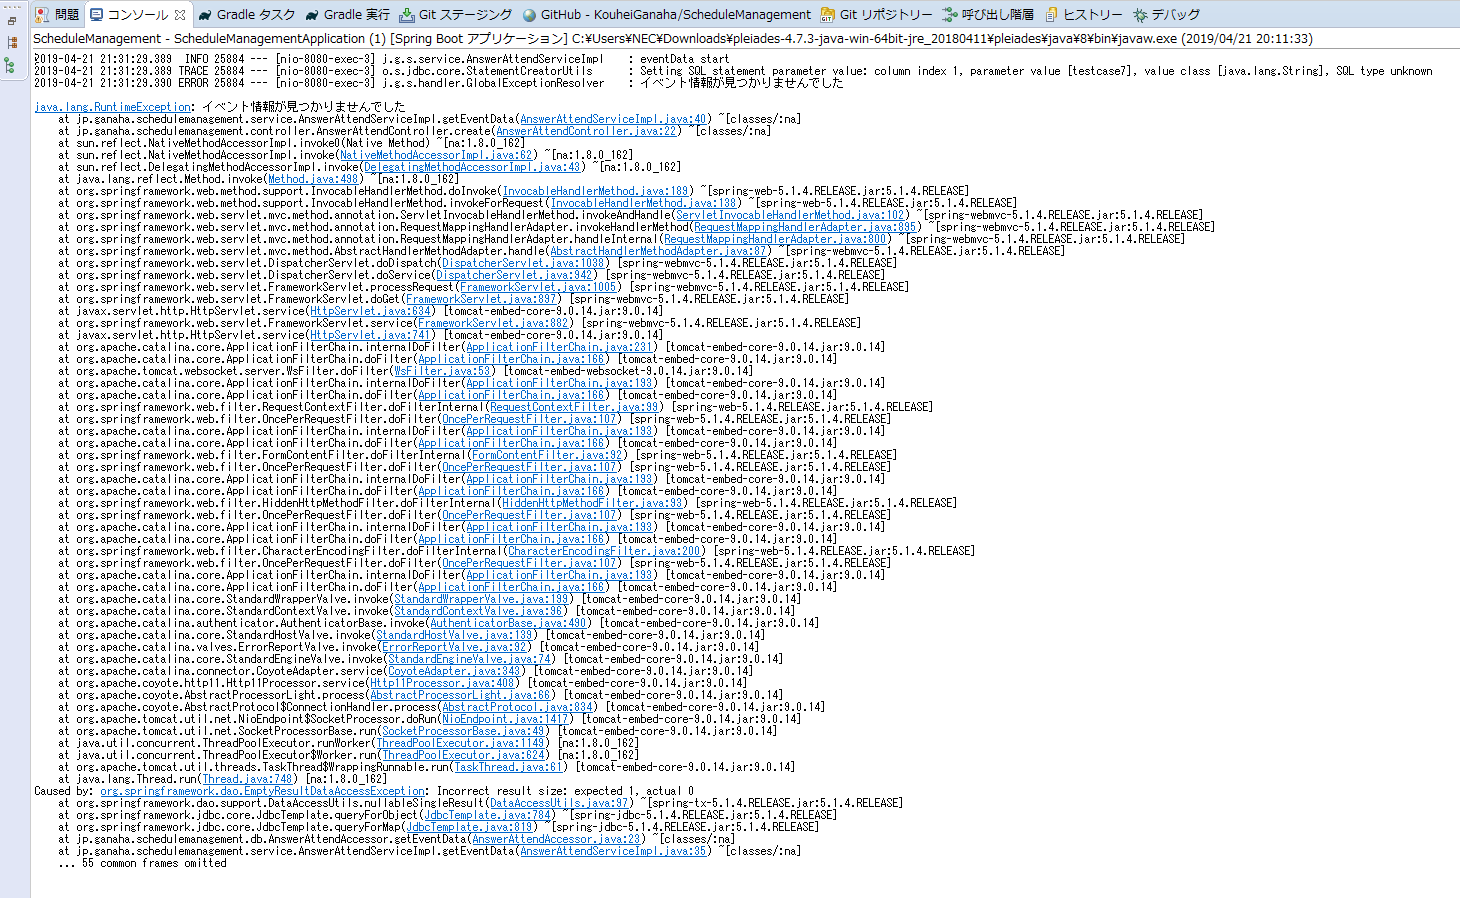 問題 コンソール Gradle タスク Gradle 実行 Git ステージング GitHub - KouheiGanaha/ScheduleManagement Git リポジトリー 呼び出し階層 ヒストリー デバッグ
ScheduleManagement - ScheduleManagementApplication (1) [Spring Boot アプリケーション] C:¥Users¥NEC¥Downloads¥pleiades-4.7.3-java-win-64bit-jre_20180411¥pleiades¥java¥8¥bin¥javaw.exe (2019/04/21 20:11:33)
2019-04-21 21:31:29.389  INFO 25884 --- [nio-8080-exec-3] j.g.s.service.AnswerAttendServiceImpl    : eventData start
2019-04-21 21:31:29.389 TRACE 25884 --- [nio-8080-exec-3] o.s.jdbc.core.StatementCreatorUtils      : Setting SQL statement parameter value: column index 1, parameter value [testcase7], value class [java.lang.String], SQL type unknown
2019-04-21 21:31:29.390 ERROR 25884 --- [nio-8080-exec-3] j.g.s.handler.GlobalExceptionResolver    : イベント情報が見つかりませんでした
java.lang.RuntimeException: イベント情報が見つかりませんでした
at jp.ganaha.schedulemanagement.service.AnswerAttendServiceImpl.getEventData(AnswerAttendServiceImpl.java:40) ~[classes/:na]
at jp.ganaha.schedulemanagement.controller.AnswerAttendController.create(AnswerAttendController.java:22) ~[classes/:na]
at sun.reflect.NativeMethodAccessorImpl.invoke0(Native Method) ~[na:1.8.0_162]
at sun.reflect.NativeMethodAccessorImpl.invoke(NativeMethodAccessorImpl.java:62) ~[na:1.8.0_162]
at sun.reflect.DelegatingMethodAccessorImpl.invoke(DelegatingMethodAccessorImpl.java:43) ~[na:1.8.0_162]
at java.lang.reflect.Method.invoke(Method.java:498) ~[na:1.8.0_162]
at org.springframework.web.method.support.InvocableHandlerMethod.doInvoke(InvocableHandlerMethod.java:189) ~[spring-web-5.1.4.RELEASE.jar:5.1.4.RELEASE]
at org.springframework.web.method.support.InvocableHandlerMethod.invokeForRequest(InvocableHandlerMethod.java:138) ~[spring-web-5.1.4.RELEASE.jar:5.1.4.RELEASE]
at org.springframework.web.servlet.mvc.method.annotation.ServletInvocableHandlerMethod.invokeAndHandle(ServletInvocableHandlerMethod.java:102) ~[spring-webmvc-5.1.4.RELEASE.jar:5.1.4.RELEASE]
at org.springframework.web.servlet.mvc.method.annotation.RequestMappingHandlerAdapter.invokeHandlerMethod(RequestMappingHandlerAdapter.java:895) ~[spring-webmvc-5.1.4.RELEASE.jar:5.1.4.RELEASE]
at org.springframework.web.servlet.mvc.method.annotation.RequestMappingHandlerAdapter.handleInternal(RequestMappingHandlerAdapter.java:800) ~[spring-webmvc-5.1.4.RELEASE.jar:5.1.4.RELEASE]
at org.springframework.web.servlet.mvc.method.AbstractHandlerMethodAdapter.handle(AbstractHandlerMethodAdapter.java:87) ~[spring-webmvc-5.1.4.RELEASE.jar:5.1.4.RELEASE]
at org.springframework.web.servlet.DispatcherServlet.doDispatch(DispatcherServlet.java:1038) [spring-webmvc-5.1.4.RELEASE.jar:5.1.4.RELEASE]
at org.springframework.web.servlet.DispatcherServlet.doService(DispatcherServlet.java:942) [spring-webmvc-5.1.4.RELEASE.jar:5.1.4.RELEASE]
at org.springframework.web.servlet.FrameworkServlet.processRequest(FrameworkServlet.java:1005) [spring-webmvc-5.1.4.RELEASE.jar:5.1.4.RELEASE]
at org.springframework.web.servlet.FrameworkServlet.doGet(FrameworkServlet.java:897) [spring-webmvc-5.1.4.RELEASE.jar:5.1.4.RELEASE]
at javax.servlet.http.HttpServlet.service(HttpServlet.java:634) [tomcat-embed-core-9.0.14.jar:9.0.14]
at org.springframework.web.servlet.FrameworkServlet.service(FrameworkServlet.java:882) [spring-webmvc-5.1.4.RELEASE.jar:5.1.4.RELEASE]
at javax.servlet.http.HttpServlet.service(HttpServlet.java:741) [tomcat-embed-core-9.0.14.jar:9.0.14]
at org.apache.catalina.core.ApplicationFilterChain.internalDoFilter(ApplicationFilterChain.java:231) [tomcat-embed-core-9.0.14.jar:9.0.14]
at org.apache.catalina.core.ApplicationFilterChain.doFilter(ApplicationFilterChain.java:166) [tomcat-embed-core-9.0.14.jar:9.0.14]
at org.apache.tomcat.websocket.server.WsFilter.doFilter(WsFilter.java:53) [tomcat-embed-websocket-9.0.14.jar:9.0.14]
at org.apache.catalina.core.ApplicationFilterChain.internalDoFilter(ApplicationFilterChain.java:193) [tomcat-embed-core-9.0.14.jar:9.0.14]
at org.apache.catalina.core.ApplicationFilterChain.doFilter(ApplicationFilterChain.java:166) [tomcat-embed-core-9.0.14.jar:9.0.14]
at org.springframework.web.filter.RequestContextFilter.doFilterInternal(RequestContextFilter.java:99) [spring-web-5.1.4.RELEASE.jar:5.1.4.RELEASE]
at org.springframework.web.filter.OncePerRequestFilter.doFilter(OncePerRequestFilter.java:107) [spring-web-5.1.4.RELEASE.jar:5.1.4.RELEASE]
at org.apache.catalina.core.ApplicationFilterChain.internalDoFilter(ApplicationFilterChain.java:193) [tomcat-embed-core-9.0.14.jar:9.0.14]
at org.apache.catalina.core.ApplicationFilterChain.doFilter(ApplicationFilterChain.java:166) [tomcat-embed-core-9.0.14.jar:9.0.14]
at org.springframework.web.filter.FormContentFilter.doFilterInternal(FormContentFilter.java:92) [spring-web-5.1.4.RELEASE.jar:5.1.4.RELEASE]
at org.springframework.web.filter.OncePerRequestFilter.doFilter(OncePerRequestFilter.java:107) [spring-web-5.1.4.RELEASE.jar:5.1.4.RELEASE]
at org.apache.catalina.core.ApplicationFilterChain.internalDoFilter(ApplicationFilterChain.java:193) [tomcat-embed-core-9.0.14.jar:9.0.14]
at org.apache.catalina.core.ApplicationFilterChain.doFilter(ApplicationFilterChain.java:166) [tomcat-embed-core-9.0.14.jar:9.0.14]
at org.springframework.web.filter.HiddenHttpMethodFilter.doFilterInternal(HiddenHttpMethodFilter.java:93) [spring-web-5.1.4.RELEASE.jar:5.1.4.RELEASE]
at org.springframework.web.filter.OncePerRequestFilter.doFilter(OncePerRequestFilter.java:107) [spring-web-5.1.4.RELEASE.jar:5.1.4.RELEASE]
at org.apache.catalina.core.ApplicationFilterChain.internalDoFilter(ApplicationFilterChain.java:193) [tomcat-embed-core-9.0.14.jar:9.0.14]
at org.apache.catalina.core.ApplicationFilterChain.doFilter(ApplicationFilterChain.java:166) [tomcat-embed-core-9.0.14.jar:9.0.14]
at org.springframework.web.filter.CharacterEncodingFilter.doFilterInternal(CharacterEncodingFilter.java:200) [spring-web-5.1.4.RELEASE.jar:5.1.4.RELEASE]
at org.springframework.web.filter.OncePerRequestFilter.doFilter(OncePerRequestFilter.java:107) [spring-web-5.1.4.RELEASE.jar:5.1.4.RELEASE]
at org.apache.catalina.core.ApplicationFilterChain.internalDoFilter(ApplicationFilterChain.java:193) [tomcat-embed-core-9.0.14.jar:9.0.14]
at org.apache.catalina.core.ApplicationFilterChain.doFilter(ApplicationFilterChain.java:166) [tomcat-embed-core-9.0.14.jar:9.0.14]
at org.apache.catalina.core.StandardWrapperValve.invoke(StandardWrapperValve.java:199) [tomcat-embed-core-9.0.14.jar:9.0.14]
at org.apache.catalina.core.StandardContextValve.invoke(StandardContextValve.java:96) [tomcat-embed-core-9.0.14.jar:9.0.14]
at org.apache.catalina.authenticator.AuthenticatorBase.invoke(AuthenticatorBase.java:490) [tomcat-embed-core-9.0.14.jar:9.0.14]
at org.apache.catalina.core.StandardHostValve.invoke(StandardHostValve.java:139) [tomcat-embed-core-9.0.14.jar:9.0.14]
at org.apache.catalina.valves.ErrorReportValve.invoke(ErrorReportValve.java:92) [tomcat-embed-core-9.0.14.jar:9.0.14]
at org.apache.catalina.core.StandardEngineValve.invoke(StandardEngineValve.java:74) [tomcat-embed-core-9.0.14.jar:9.0.14]
at org.apache.catalina.connector.CoyoteAdapter.service(CoyoteAdapter.java:343) [tomcat-embed-core-9.0.14.jar:9.0.14]
at org.apache.coyote.http11.Http11Processor.service(Http11Processor.java:408) [tomcat-embed-core-9.0.14.jar:9.0.14]
at org.apache.coyote.AbstractProcessorLight.process(AbstractProcessorLight.java:66) [tomcat-embed-core-9.0.14.jar:9.0.14]
at org.apache.coyote.AbstractProtocol$ConnectionHandler.process(AbstractProtocol.java:834) [tomcat-embed-core-9.0.14.jar:9.0.14]
at org.apache.tomcat.util.net.NioEndpoint$SocketProcessor.doRun(NioEndpoint.java:1417) [tomcat-embed-core-9.0.14.jar:9.0.14]
at org.apache.tomcat.util.net.SocketProcessorBase.run(SocketProcessorBase.java:49) [tomcat-embed-core-9.0.14.jar:9.0.14]
at java.util.concurrent.ThreadPoolExecutor.runWorker(ThreadPoolExecutor.java:1149) [na:1.8.0_162]
at java.util.concurrent.ThreadPoolExecutor$Worker.run(ThreadPoolExecutor.java:624) [na:1.8.0_162]
at org.apache.tomcat.util.threads.TaskThread$WrappingRunnable.run(TaskThread.java:61) [tomcat-embed-core-9.0.14.jar:9.0.14]
at java.lang.Thread.run(Thread.java:748) [na:1.8.0_162]
Caused by: org.springframework.dao.EmptyResultDataAccessException: Incorrect result size: expected 1, actual 0
at org.springframework.dao.support.DataAccessUtils.nullableSingleResult(DataAccessUtils.java:97) ~[spring-tx-5.1.4.RELEASE.jar:5.1.4.RELEASE]
at org.springframework.jdbc.core.JdbcTemplate.queryForObject(JdbcTemplate.java:784) ~[spring-jdbc-5.1.4.RELEASE.jar:5.1.4.RELEASE]
at org.springframework.jdbc.core.JdbcTemplate.queryForMap(JdbcTemplate.java:819) ~[spring-jdbc-5.1.4.RELEASE.jar:5.1.4.RELEASE]
at jp.ganaha.schedulemanagement.db.AnswerAttendAccessor.getEventData(AnswerAttendAccessor.java:23) ~[classes/:na]
at jp.ganaha.schedulemanagement.service.AnswerAttendServiceImpl.getEventData(AnswerAttendServiceImpl.java:35) ~[classes/:na]
... 55 common frames omitted